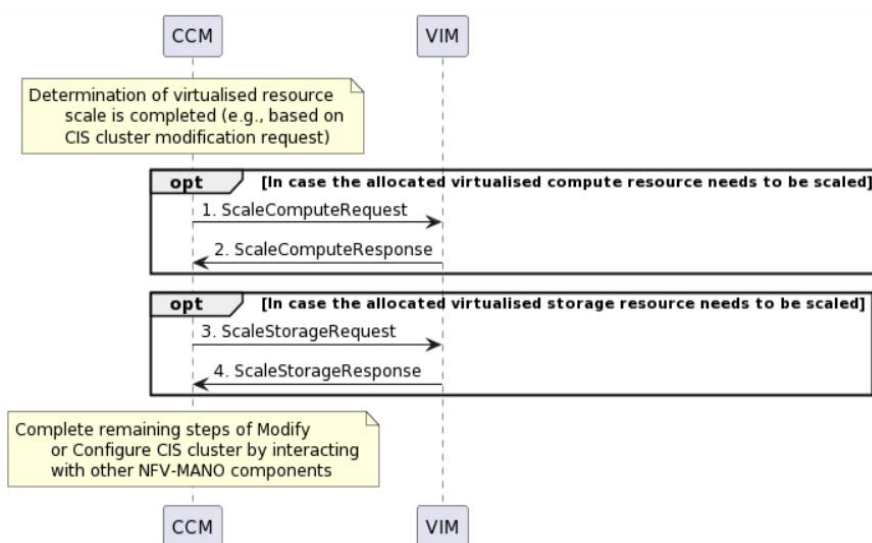 CCM VIM
Determination of virtualised resource
scale is completed (e.g., based on
CIS cluster modification request)
opt [In case the allocated virtualised compute resource needs to be scaled]
1. ScaleComputeRequest
2. ScaleComputeResponse
opt [In case the allocated virtualised storage resource needs to be scaled]
3. ScaleStorageRequest
4. ScaleStorageResponse
Complete remaining steps of Modify
or Configure CIS cluster by interacting
with other NFV-MANO components
CCM VIM